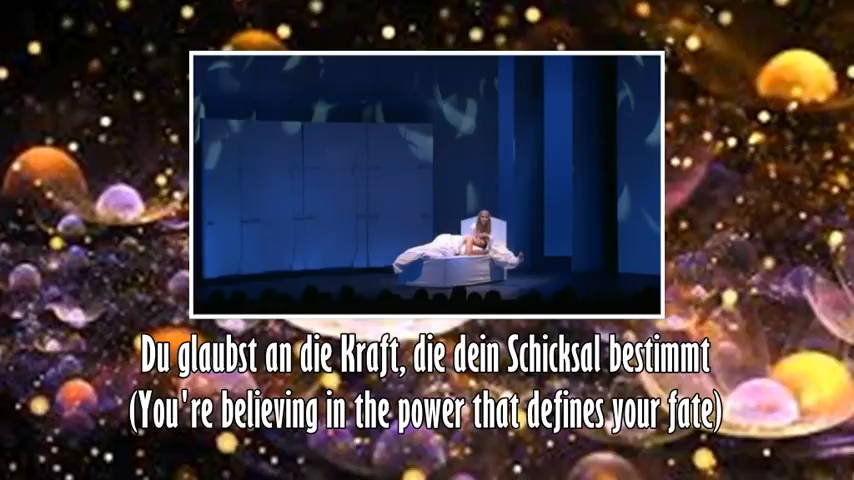 Du glaubst an die Kraft, die dein Schicksal bestimmt
(You're believing in the power that defines your fate)